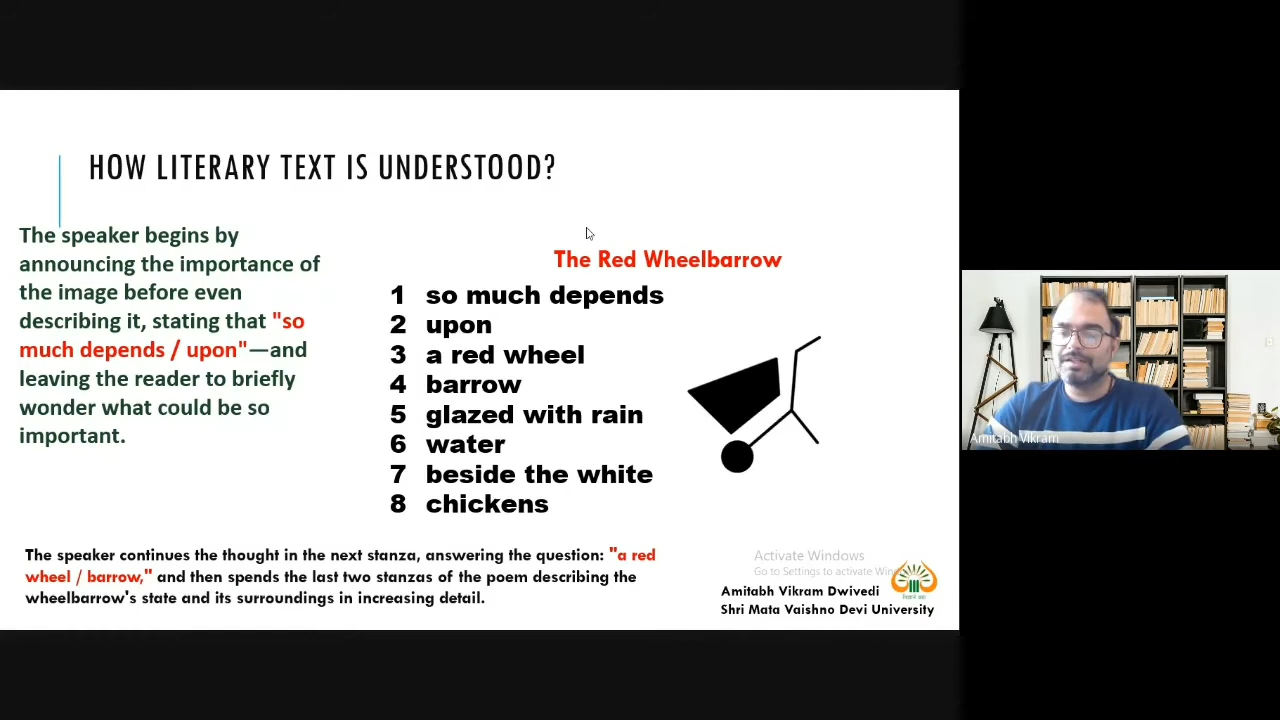 HOW LITERARY TEXT IS UNDERSTOOD?
The speaker begins by
announcing the importance of
the image before even
describing it, stating that "so
much depends / upon"—and
leaving the reader to briefly
wonder what could be so
important.
The Red Wheelbarrow
1 so much depends
2 upon
3 a red wheel
4 barrow
5 glazed with rain
6 water
7 beside the white
8 chickens
The speaker continues the thought in the next stanza, answering the question: "a red
wheel / barrow," and then spends the last two stanzas of the poem describing the
wheelbarrow's state and its surroundings in increasing detail.
Activate Windows
Go to Settings to activate
Amitabh Vikram Dwivedi
Shri Mata Vaishno Devi University
Amitabh Vikram